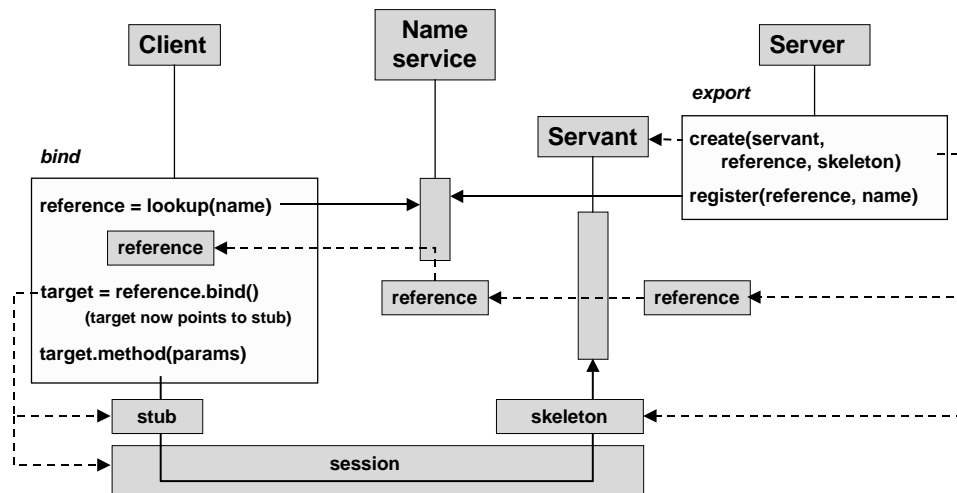 Client
Name
service
Server
export
Servant
create(servant,
reference, skeleton)
register(reference, name)
bind
reference = lookup(name)
reference
target = reference.bind()
(target now points to stub)
target.method(params)
reference
reference
stub
skeleton
session